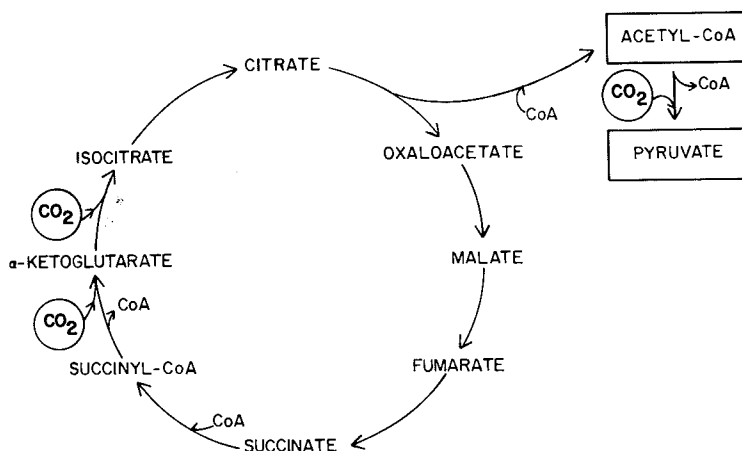 ACETYL-CoA
CITRATE
CO2
CoA
CoA
ISOCITRATE
OXALOACETATE
PYRUVATE
CO2
α-KETOGLUTARATE
MALATE
CoA
CO2
SUCCINYL-CoA
FUMARATE
CoA
SUCCINATE